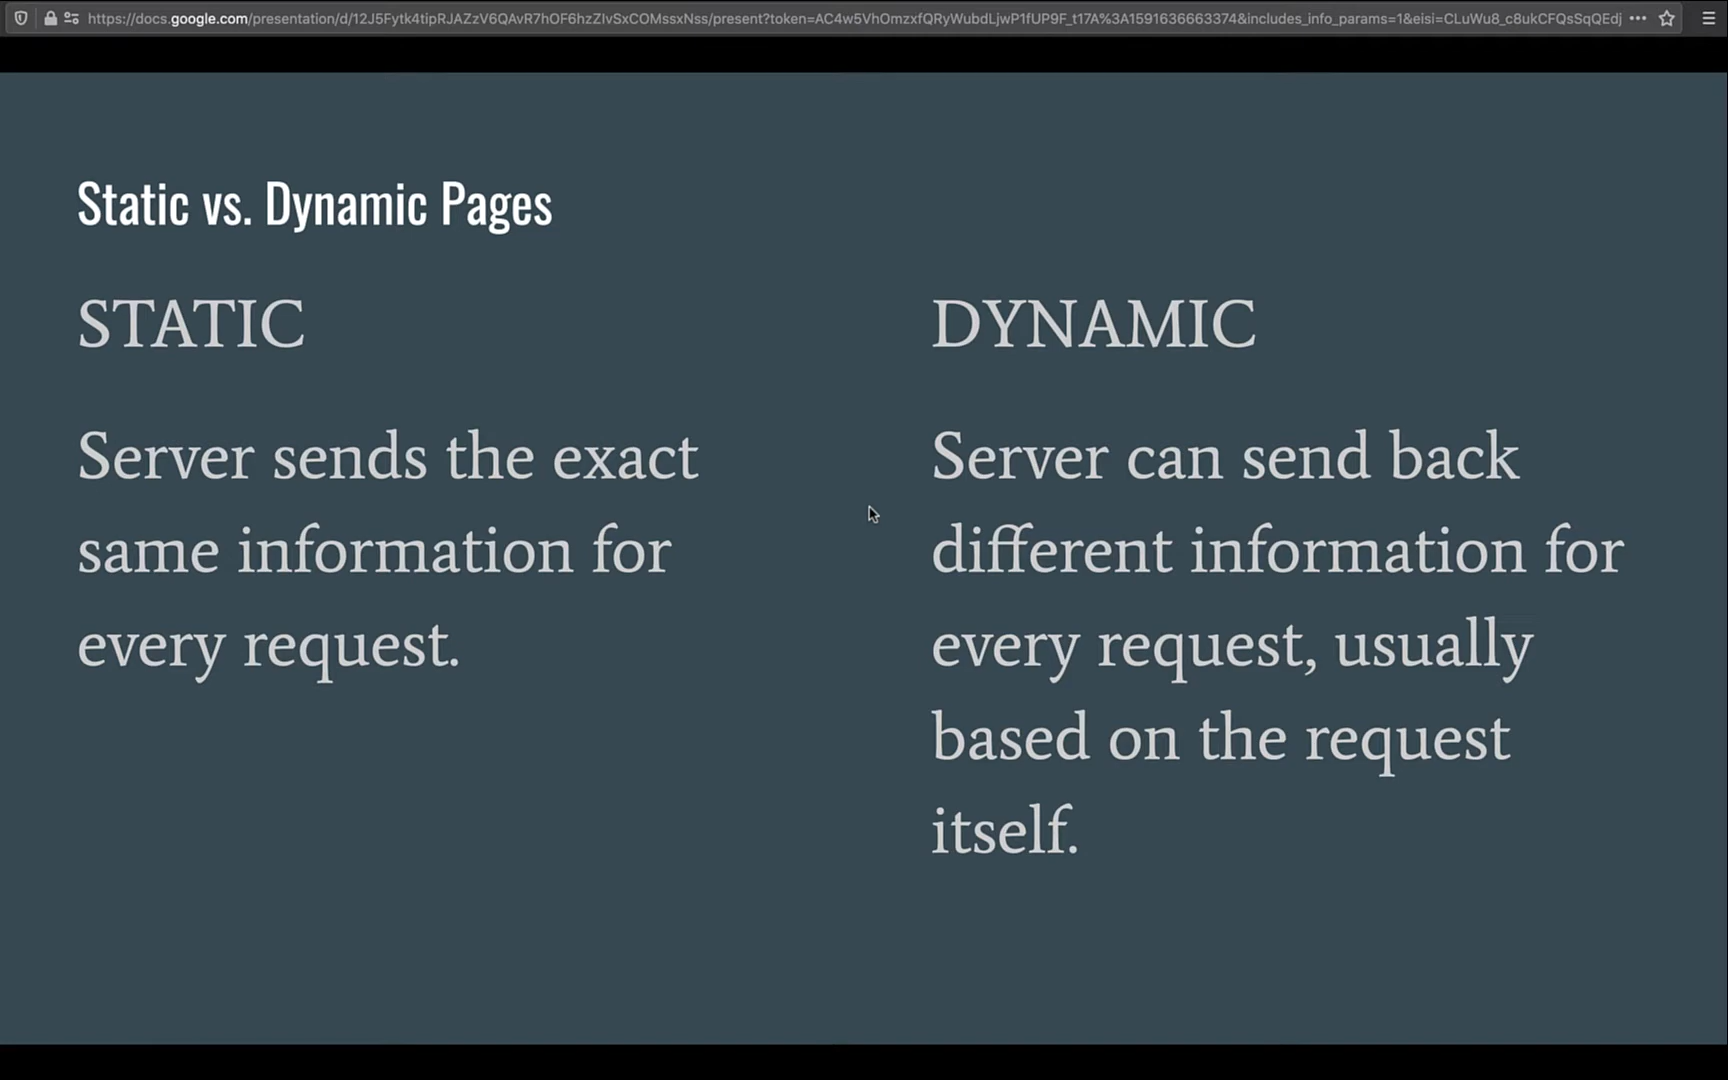 https://docs.google.com/presentation/d/12J5Fytk4tipRJAZzV6QAvR7hOF6hzZIvSxCOMssxNss/present?token=AC4w5VhOmzxfQRyWubdLjwP1fUP9F_t17A%3A1591636663374&includes_info_params=1&eisi=CLuWu8_c8ukCFQsSqQEdj
Static vs. Dynamic Pages
STATIC
Server sends the exact
same information for
every request.
DYNAMIC
Server can send back
different information for
every request, usually
based on the request
itself.